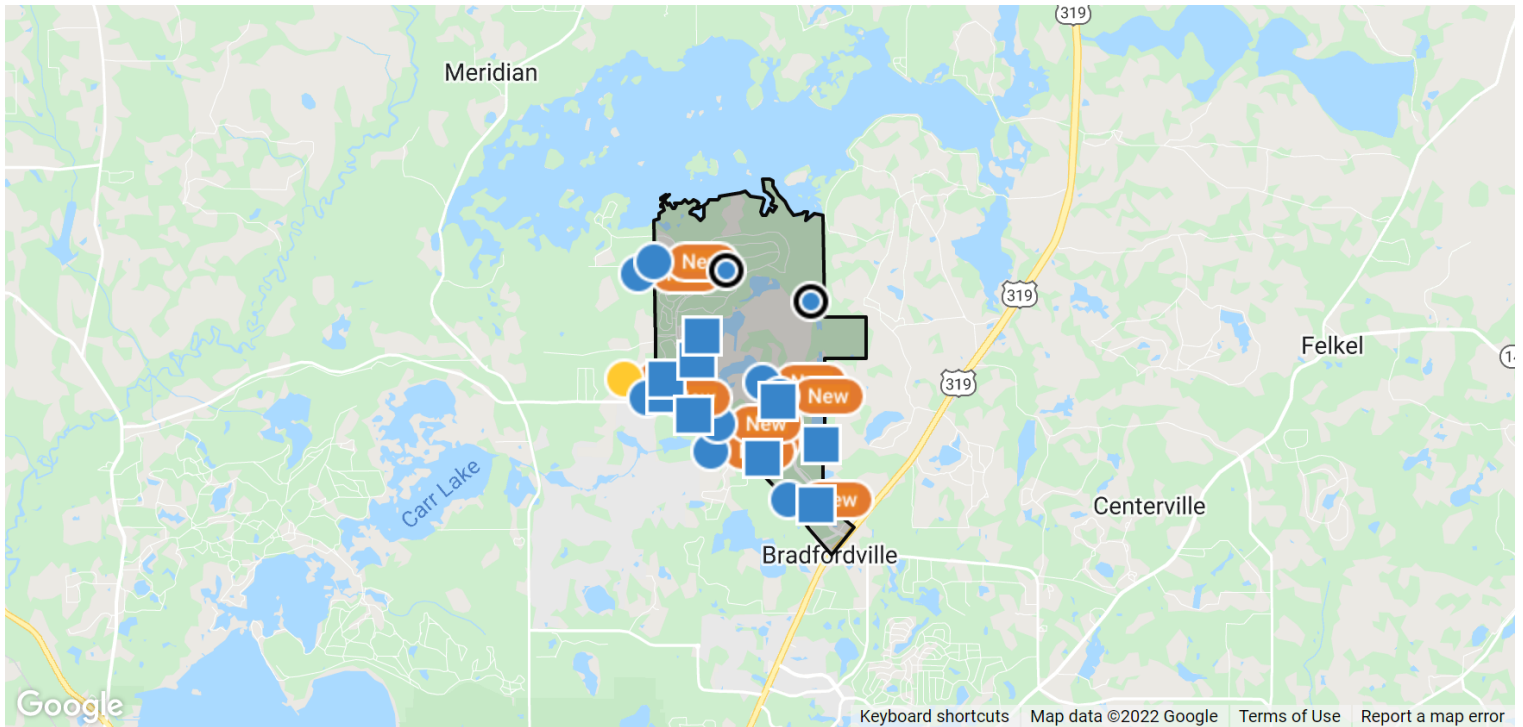 319
Meridian
New
319
Felkel
319
New
New
New
Carr Lake
New
Centerville
Bradfordville
Google
Keyboard shortcuts
Map data ©2022 Google
Terms of Use
Report a map error